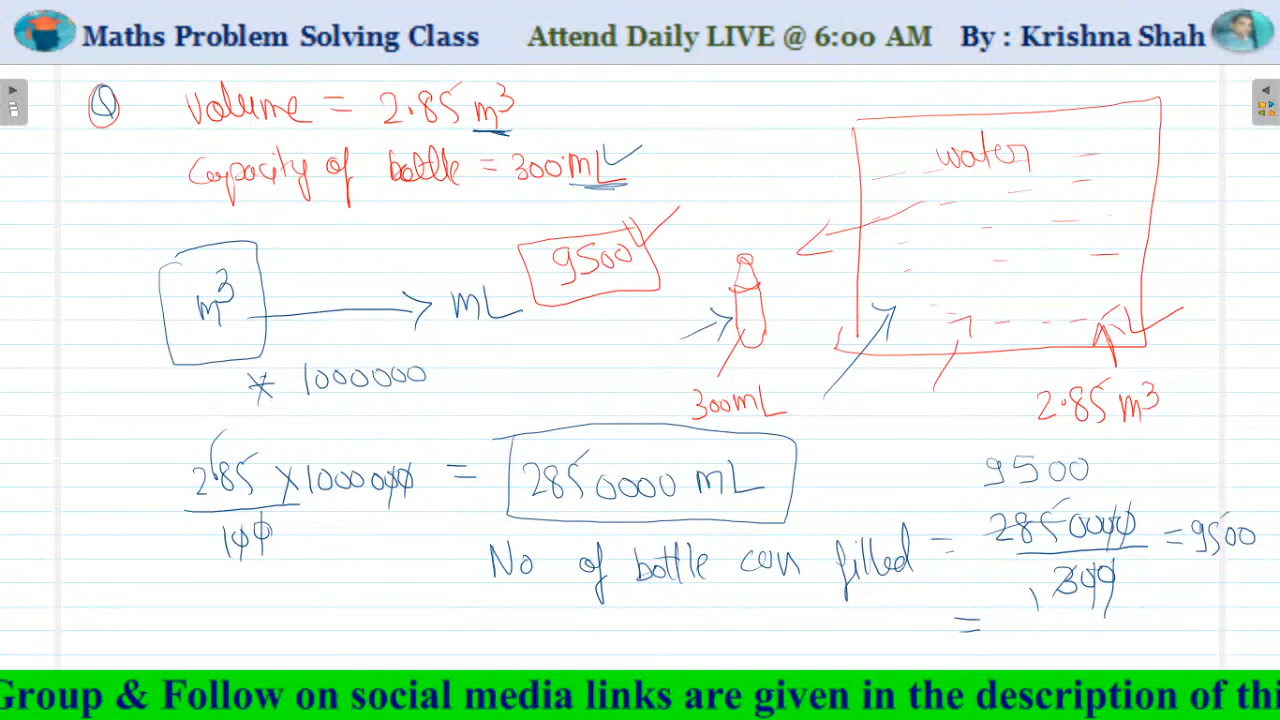 Maths Problem Solving Class Attend Daily LIVE @ 6:00 AM By : Krishna Shah
Q Volume = 2.85 m³
Capacity of bottle = 300 mL
water
9500
m³ → mL
* 1000000
300mL
2.85 m³
285 × 1000000 / 100 = 2850000 mL
9500
No of bottle can filled = 2850000 / 300 = 9500
1
=
Group & Follow on social media links are given in the description of thi